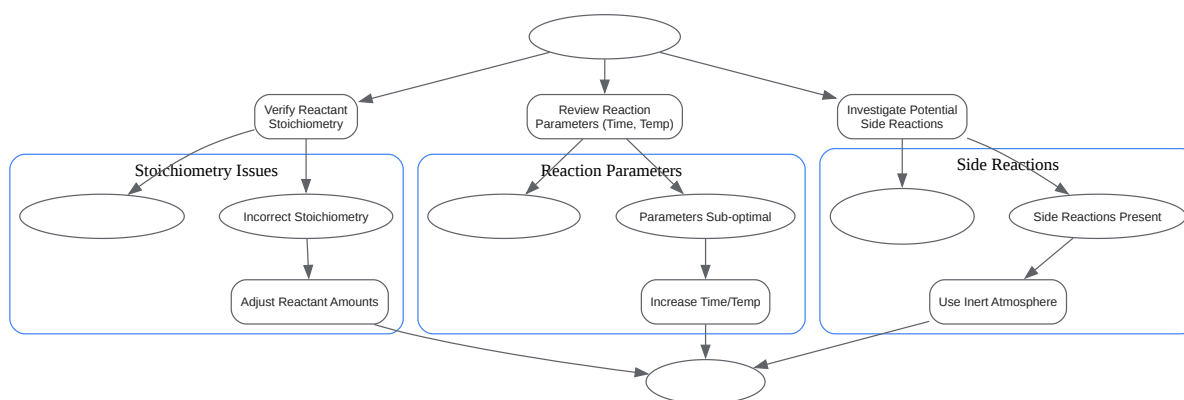 Verify Reactant
Stoichiometry
Review Reaction
Parameters (Time, Temp)
Investigate Potential
Side Reactions
Stoichiometry Issues
Reaction Parameters
Side Reactions
Incorrect Stoichiometry
Parameters Sub-optimal
Side Reactions Present
Adjust Reactant Amounts
Increase Time/Temp
Use Inert Atmosphere